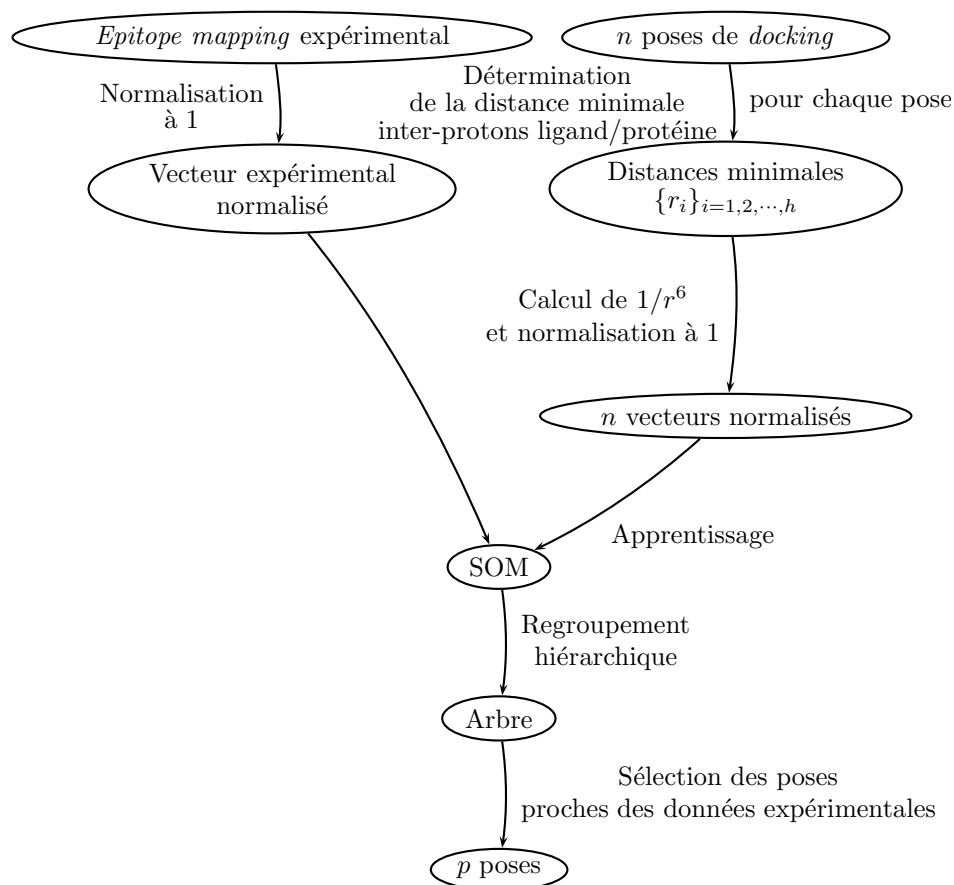 Epitope mapping expérimental
n poses de docking
Normalisation
à 1
Détermination
de la distance minimale
inter-protons ligand/protéine
pour chaque pose
Vecteur expérimental
normalisé
Distances minimales
{r_i}_{i=1,2,⋯,h}
Calcul de 1/r^6
et normalisation à 1
n vecteurs normalisés
Apprentissage
SOM
Regroupement
hiérarchique
Arbre
Sélection des poses
proches des données expérimentales
p poses